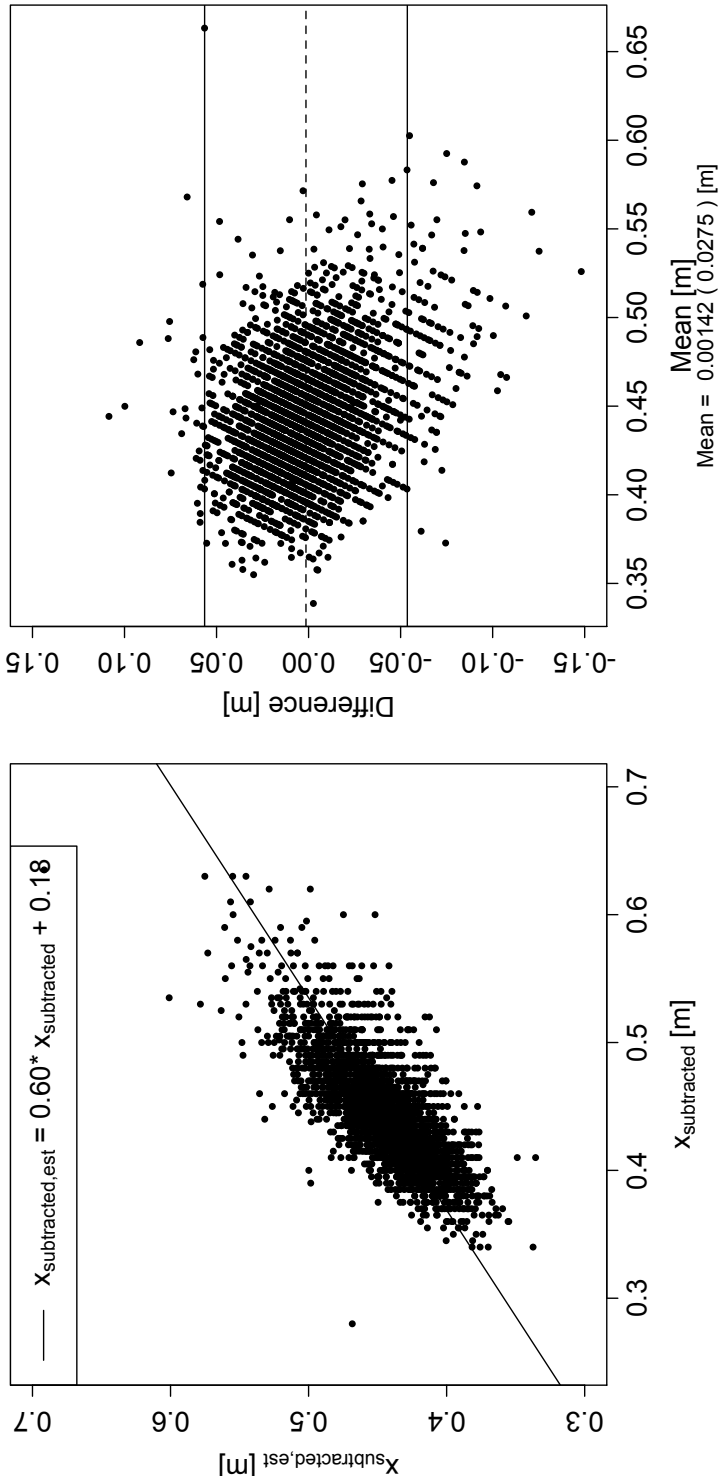 x_subtracted,est = 0.60* x_subtracted + 0.18
0.7
0.6
0.5
0.4
0.3
x_subtracted,est [m]
0.3 0.4 0.5 0.6 0.7
x_subtracted [m]
0.15
0.10
0.05
0.00
-0.05
-0.10
-0.15
Difference [m]
0.35 0.40 0.45 0.50 0.55 0.60 0.65
Mean [m]
Mean = 0.00142 ( 0.0275 ) [m]